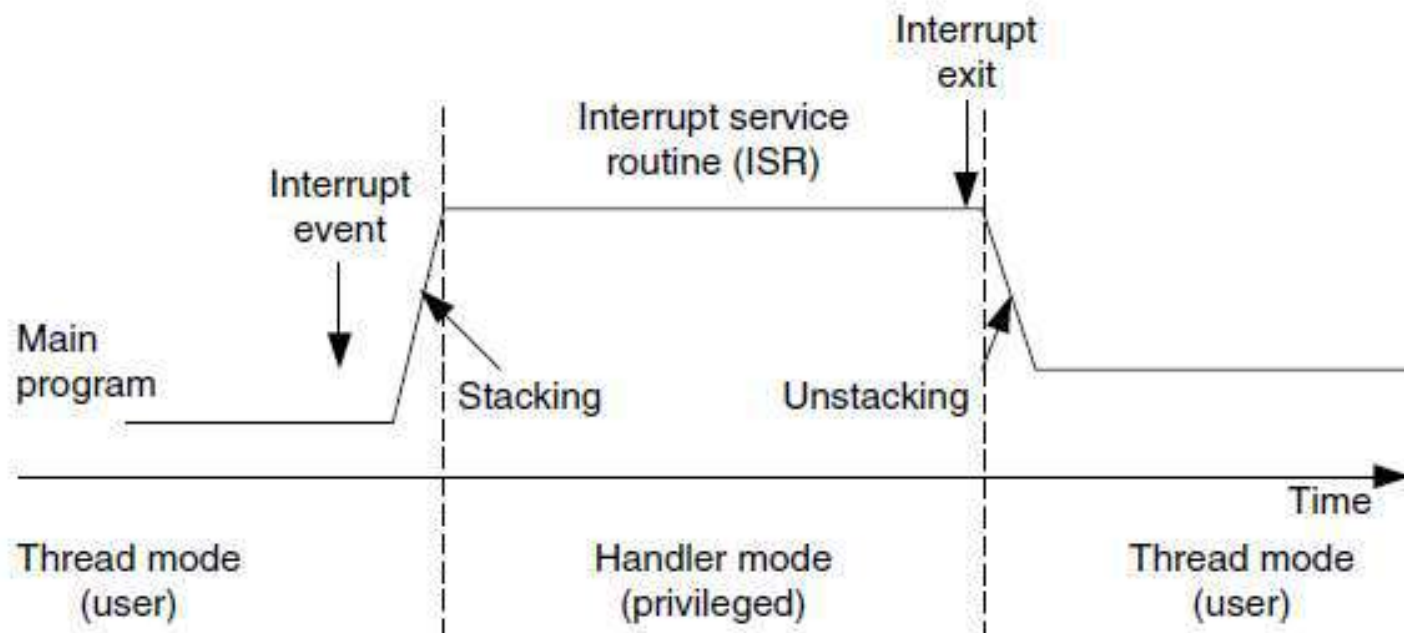 Interrupt
exit
Interrupt service
routine (ISR)
Interrupt
event
Main
program
Stacking
Unstacking
Time
Thread mode
(user)
Handler mode
(privileged)
Thread mode
(user)